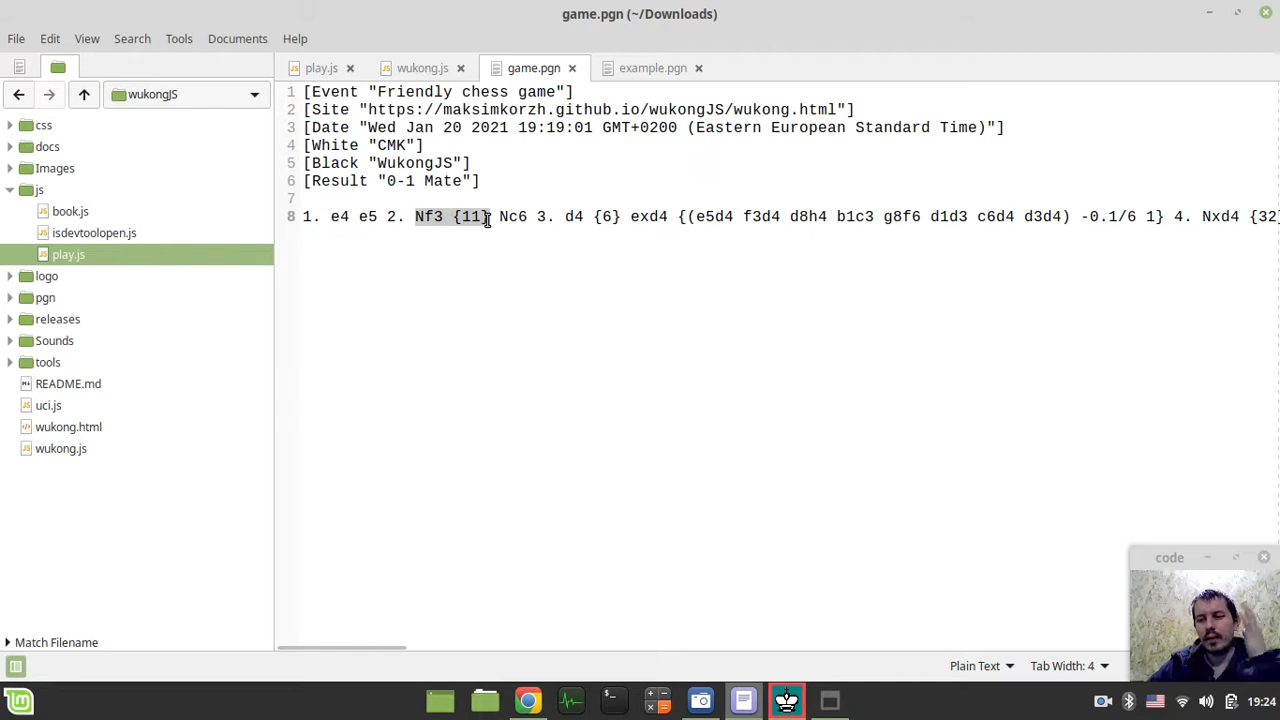 game.pgn (~/Downloads)
File Edit View Search Tools Documents Help
play.js wukong.js game.pgn example.pgn
wukongJS
css
docs
Images
js
book.js
isdevtoolopen.js
play.js
logo
pgn
releases
Sounds
tools
README.md
uci.js
wukong.html
wukong.js
Match Filename
1 [Event "Friendly chess game"]
2 [Site "https://maksimkorzh.github.io/wukongJS/wukong.html"]
3 [Date "Wed Jan 20 2021 19:19:01 GMT+0200 (Eastern European Standard Time)"]
4 [White "CMK"]
5 [Black "WukongJS"]
6 [Result "0-1 Mate"]
7
8 1. e4 e5 2. Nf3 {11} Nc6 3. d4 {6} exd4 {(e5d4 f3d4 d8h4 b1c3 g8f6 d1d3 c6d4 d3d4) -0.1/6 1} 4. Nxd4 {32}
code
Plain Text Tab Width: 4
19:24